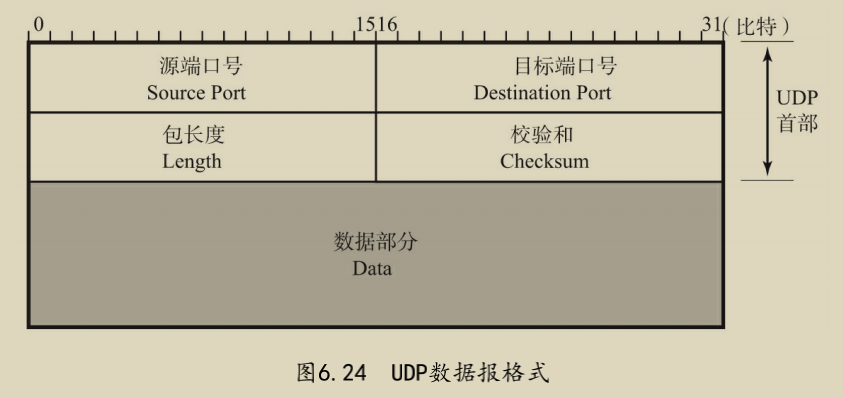 0 1516 31(比特)
源端口号 目标端口号
Source Port Destination Port
包长度 校验和
Length Checksum
UDP
首部
数据部分
Data
图6.24 UDP数据报格式